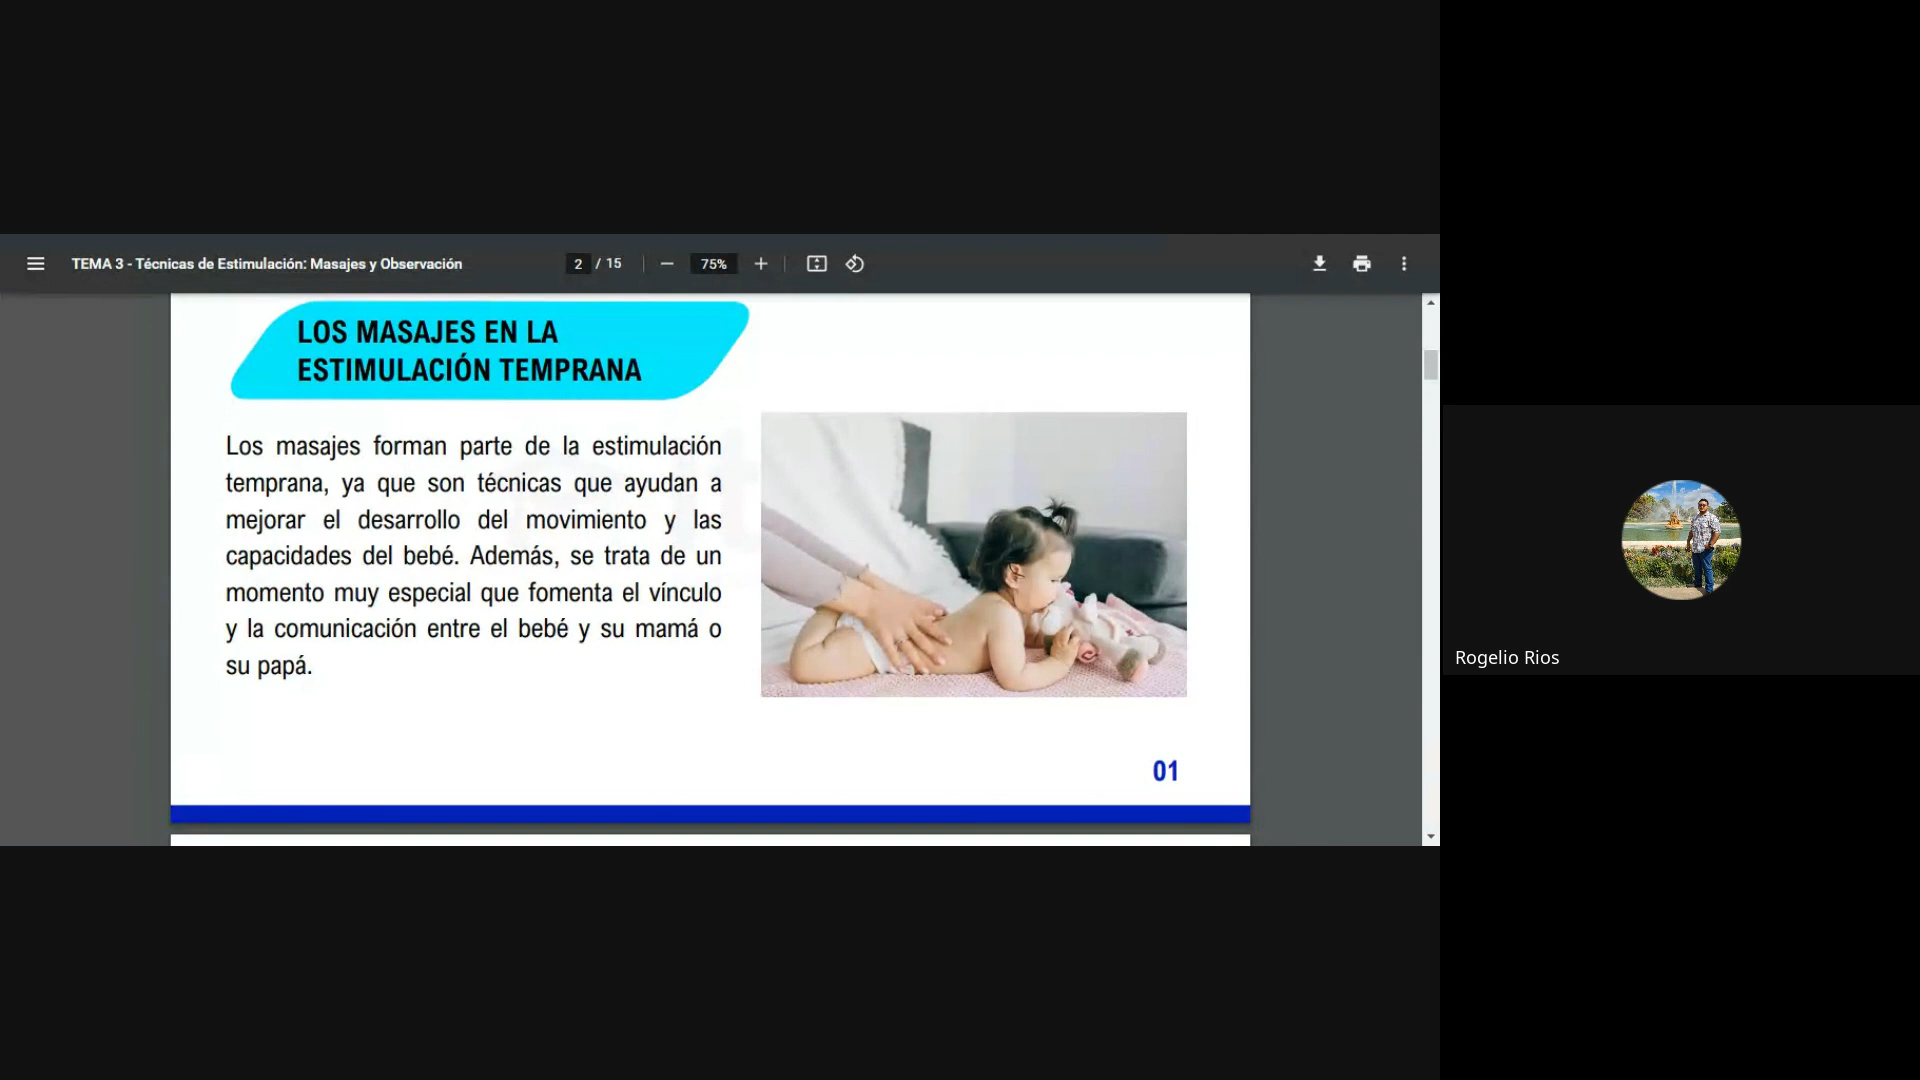 TEMA 3 - Técnicas de Estimulación: Masajes y Observación
2 / 15
75%
LOS MASAJES EN LA
ESTIMULACIÓN TEMPRANA
Los masajes forman parte de la estimulación
temprana, ya que son técnicas que ayudan a
mejorar el desarrollo del movimiento y las
capacidades del bebé. Además, se trata de un
momento muy especial que fomenta el vínculo
y la comunicación entre el bebé y su mamá o
su papá.
01
Rogelio Rios